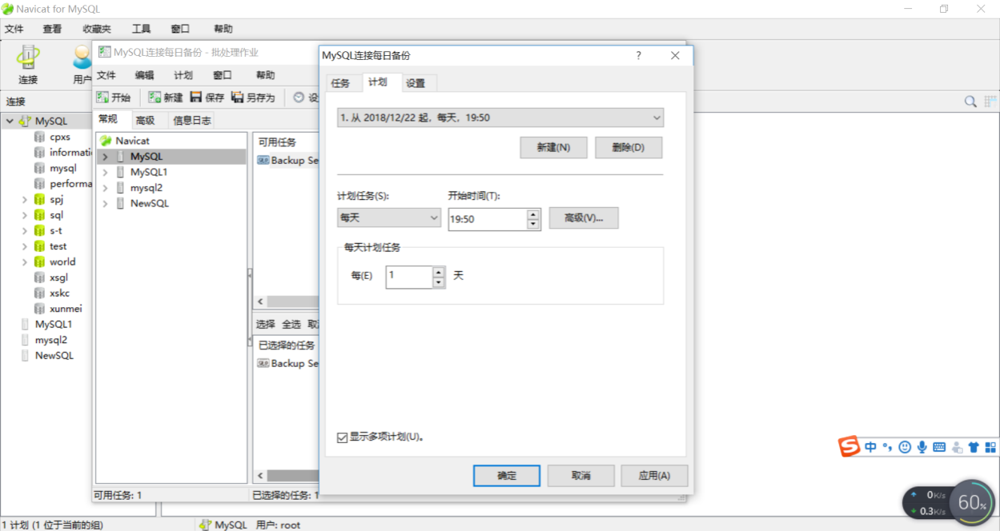 Navicat for MySQL
文件 查看 收藏夹 工具 窗口 帮助
连接 用户
连接
MySQL
cpxs
informati
mysql
performa
spj
sql
s-t
test
world
xsgl
xskc
xunmei
MySQL1
mysql2
NewSQL
MySQL连接每日备份 - 批处理作业
文件 编辑 计划 窗口 帮助
开始 新建 保存 另存为 设
常规 高级 信息日志
Navicat
MySQL
MySQL1
mysql2
NewSQL
可用任务
Backup Se
选择 全选 取消
已选择的任务
Backup Se
可用任务: 1
已选择的任务: 1
MySQL连接每日备份
任务 计划 设置
1. 从 2018/12/22 起，每天，19:50
新建(N) 删除(D)
计划任务(S): 开始时间(T):
每天 19:50 高级(V)...
每天计划任务
每(E) 1 天
显示多项计划(U)。
确定 取消 应用(A)
中
0K/s
0.3K/s
60%
1 计划 (1 位于当前的组) MySQL 用户: root